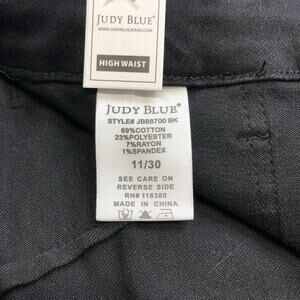 JUDY BLUE®
WWW.JUDYBLUEJEANS.COM
HIGH WAIST
JUDY BLUE®
STYLE# JB88700 BK
69%COTTON
23%POLYESTER
7%RAYON
1%SPANDEX
11/30
SEE CARE ON
REVERSE SIDE
RN# 116380
MADE IN CHINA